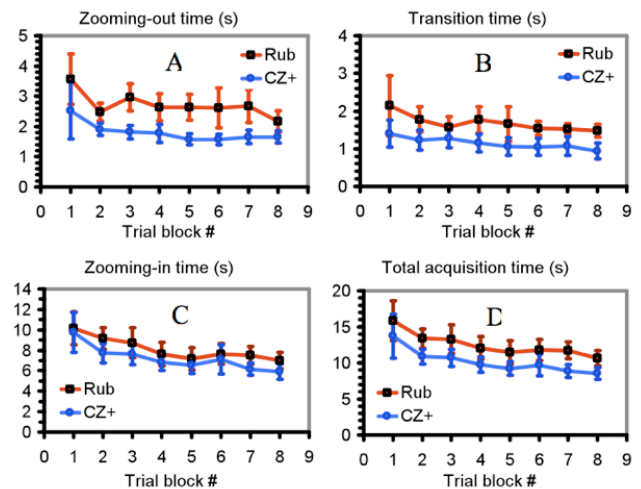 Zooming-out time (s)
5
4
3
2
1
0
A
Rub
CZ+
0 1 2 3 4 5 6 7 8 9
Trial block #
Transition time (s)
4
3
2
1
0
B
Rub
CZ+
0 1 2 3 4 5 6 7 8 9
Trial block #
Zooming-in time (s)
14
12
10
8
6
4
2
0
C
Rub
CZ+
0 1 2 3 4 5 6 7 8 9
Trial block #
Total acquisition time (s)
20
15
10
5
0
D
Rub
CZ+
0 1 2 3 4 5 6 7 8 9
Trial block #